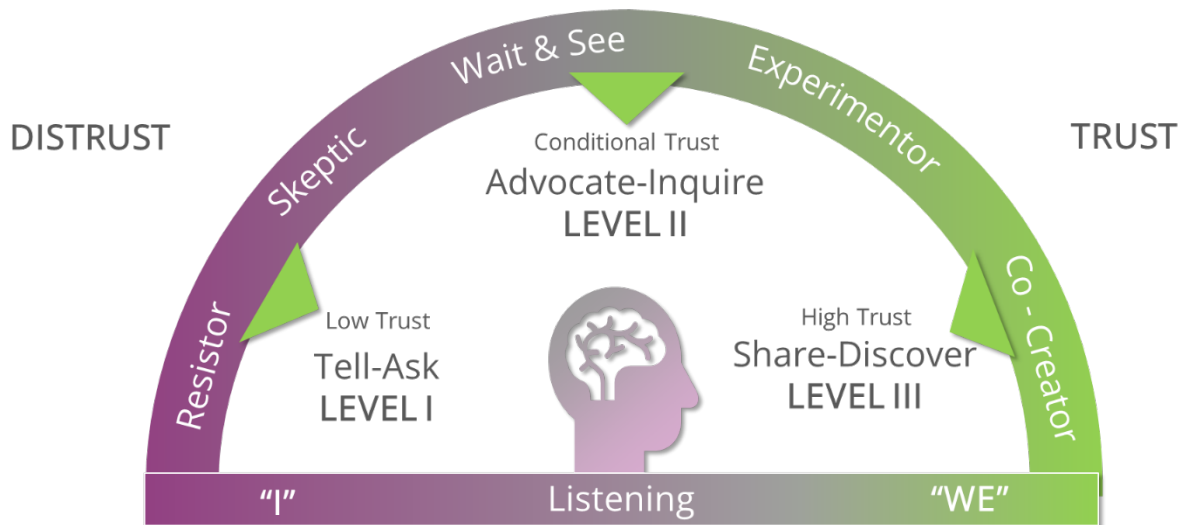 DISTRUST
TRUST
Resistor
Skeptic
Wait & See
Experimentor
Co - Creator
Low Trust
Tell-Ask
LEVEL I
Conditional Trust
Advocate-Inquire
LEVEL II
High Trust
Share-Discover
LEVEL III
“I”
Listening
“WE”